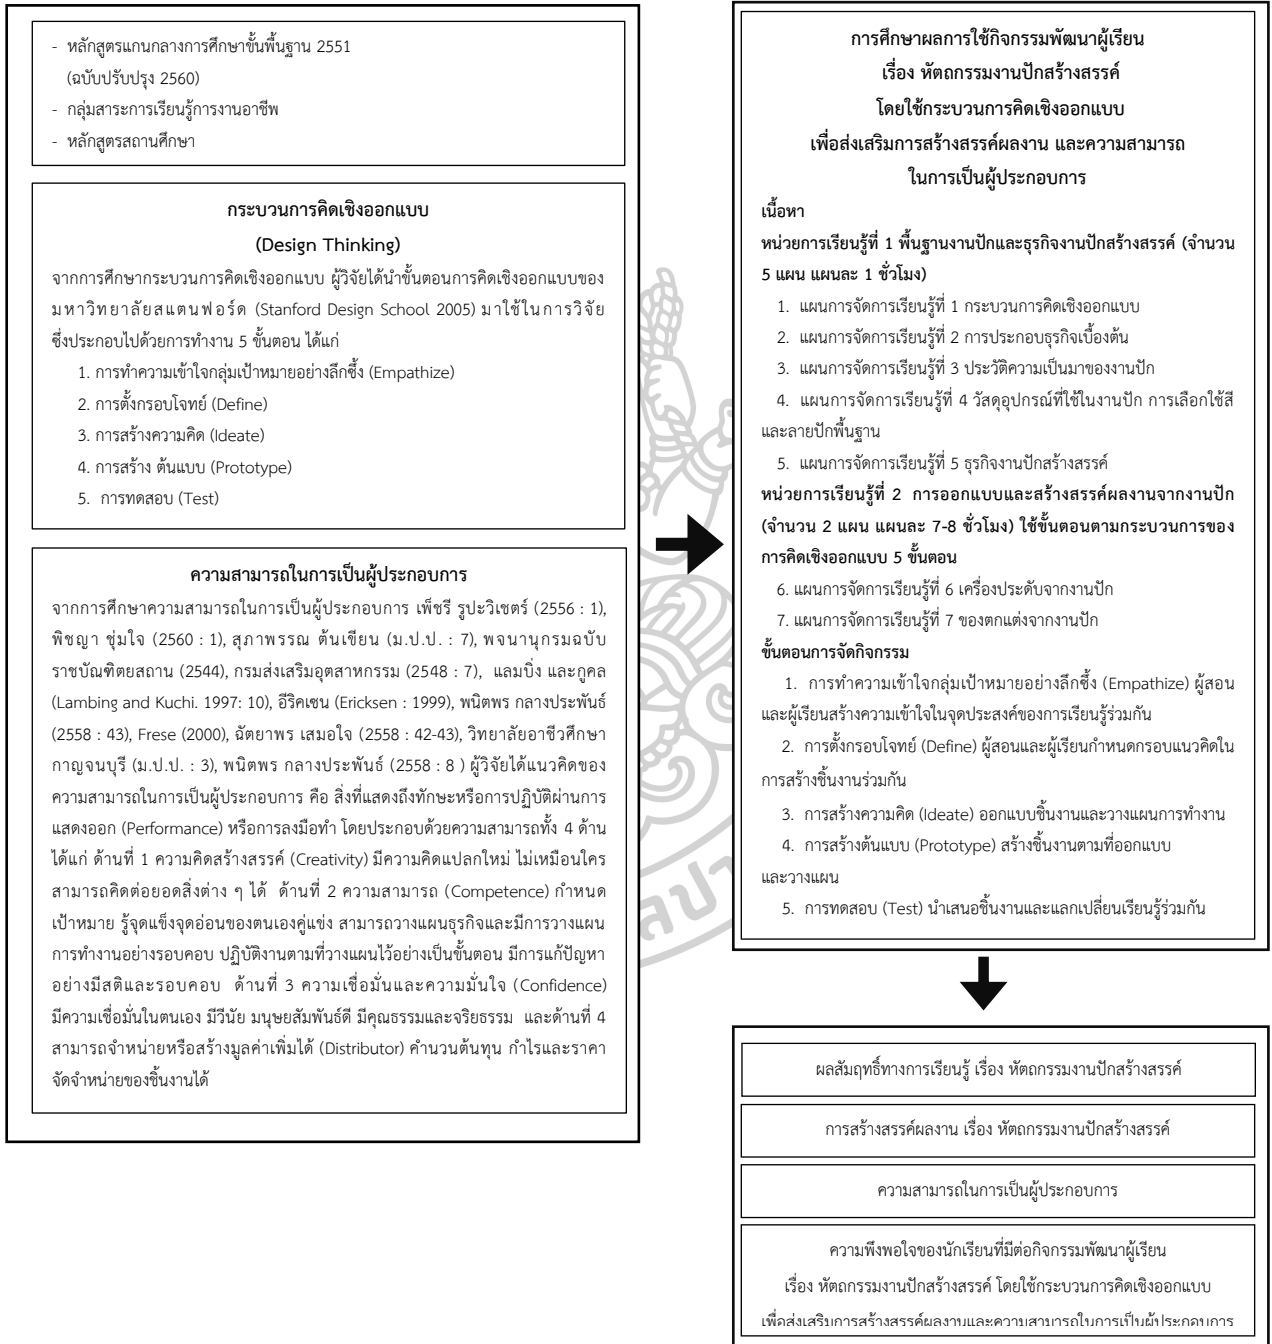 - หลักสูตรแกนกลางการศึกษาขั้นพื้นฐาน 2551
(ฉบับปรับปรุง 2560)
- กลุ่มสาระการเรียนรู้การงานอาชีพ
- หลักสูตรสถานศึกษา
กระบวนการคิดเชิงออกแบบ
(Design Thinking)
จากการศึกษากระบวนการคิดเชิงออกแบบ ผู้วิจัยได้นำขั้นตอนการคิดเชิงออกแบบของ
มหาวิทยาลัยสแตนฟอร์ด (Stanford Design School 2005) มาใช้ในการวิจัย
ซึ่งประกอบไปด้วยการทำงาน 5 ขั้นตอน ได้แก่
1. การทำความเข้าใจกลุ่มเป้าหมายอย่างลึกซึ้ง (Empathize)
2. การตั้งกรอบโจทย์ (Define)
3. การสร้างความคิด (Ideate)
4. การสร้าง ต้นแบบ (Prototype)
5. การทดสอบ (Test)
ความสามารถในการเป็นผู้ประกอบการ
จากการศึกษาความสามารถในการเป็นผู้ประกอบการ เพ็ชรี รูปะวิเชตร์ (2556 : 1),
พิชญา ชุ่มใจ (2560 : 1), สุภาพรรณ ต้นเขียน (ม.ป.ป. : 7), พจนานุกรมฉบับ
ราชบัณฑิตยสถาน (2544), กรมส่งเสริมอุตสาหกรรม (2548 : 7), แลมบิ่ง และกูคล
(Lambing and Kuchi. 1997: 10), อีริคเซน (Ericksen : 1999), พนิตพร กลางประพันธ์
(2558 : 43), Frese (2000), ฉัตยาพร เสมอใจ (2558 : 42-43), วิทยาลัยอาชีวศึกษา
กาญจนบุรี (ม.ป.ป. : 3), พนิตพร กลางประพันธ์ (2558 : 8 ) ผู้วิจัยได้แนวคิดของ
ความสามารถในการเป็นผู้ประกอบการ คือ สิ่งที่แสดงถึงทักษะหรือการปฏิบัติผ่านการ
แสดงออก (Performance) หรือการลงมือทำ โดยประกอบด้วยความสามารถทั้ง 4 ด้าน
ได้แก่ ด้านที่ 1 ความคิดสร้างสรรค์ (Creativity) มีความคิดแปลกใหม่ ไม่เหมือนใคร
สามารถคิดต่อยอดสิ่งต่าง ๆ ได้ ด้านที่ 2 ความสามารถ (Competence) กำหนด
เป้าหมาย รู้จุดแข็งจุดอ่อนของตนเองคู่แข่ง สามารถวางแผนธุรกิจและมีการวางแผน
การทำงานอย่างรอบคอบ ปฏิบัติงานตามที่วางแผนไว้อย่างเป็นขั้นตอน มีการแก้ปัญหา
อย่างมีสติและรอบคอบ ด้านที่ 3 ความเชื่อมั่นและความมั่นใจ (Confidence)
มีความเชื่อมั่นในตนเอง มีวินัย มนุษยสัมพันธ์ดี มีคุณธรรมและจริยธรรม และด้านที่ 4
สามารถจำหน่ายหรือสร้างมูลค่าเพิ่มได้ (Distributor) คำนวนต้นทุน กำไรและราคา
จัดจำหน่ายของชิ้นงานได้
การศึกษาผลการใช้กิจกรรมพัฒนาผู้เรียน
เรื่อง หัตถกรรมงานปักสร้างสรรค์
โดยใช้กระบวนการคิดเชิงออกแบบ
เพื่อส่งเสริมการสร้างสรรค์ผลงาน และความสามารถ
ในการเป็นผู้ประกอบการ
เนื้อหา
หน่วยการเรียนรู้ที่ 1 พื้นฐานงานปักและธุรกิจงานปักสร้างสรรค์ (จำนวน
5 แผน แผนละ 1 ชั่วโมง)
1. แผนการจัดการเรียนรู้ที่ 1 กระบวนการคิดเชิงออกแบบ
2. แผนการจัดการเรียนรู้ที่ 2 การประกอบธุรกิจเบื้องต้น
3. แผนการจัดการเรียนรู้ที่ 3 ประวัติความเป็นมาของงานปัก
4. แผนการจัดการเรียนรู้ที่ 4 วัสดุอุปกรณ์ที่ใช้ในงานปัก การเลือกใช้สี
และลายปักพื้นฐาน
5. แผนการจัดการเรียนรู้ที่ 5 ธุรกิจงานปักสร้างสรรค์
หน่วยการเรียนรู้ที่ 2 การออกแบบและสร้างสรรค์ผลงานจากงานปัก
(จำนวน 2 แผน แผนละ 7-8 ชั่วโมง) ใช้ขั้นตอนตามกระบวนการของ
การคิดเชิงออกแบบ 5 ขั้นตอน
6. แผนการจัดการเรียนรู้ที่ 6 เครื่องประดับจากงานปัก
7. แผนการจัดการเรียนรู้ที่ 7 ของตกแต่งจากงานปัก
ขั้นตอนการจัดกิจกรรม
1. การทำความเข้าใจกลุ่มเป้าหมายอย่างลึกซึ้ง (Empathize) ผู้สอน
และผู้เรียนสร้างความเข้าใจในจุดประสงค์ของการเรียนรู้ร่วมกัน
2. การตั้งกรอบโจทย์ (Define) ผู้สอนและผู้เรียนกำหนดกรอบแนวคิดใน
การสร้างชิ้นงานร่วมกัน
3. การสร้างความคิด (Ideate) ออกแบบชิ้นงานและวางแผนการทำงาน
4. การสร้างต้นแบบ (Prototype) สร้างชิ้นงานตามที่ออกแบบ
และวางแผน
5. การทดสอบ (Test) นำเสนอชิ้นงานและแลกเปลี่ยนเรียนรู้ร่วมกัน
ผลสัมฤทธิ์ทางการเรียนรู้ เรื่อง หัตถกรรมงานปักสร้างสรรค์
การสร้างสรรค์ผลงาน เรื่อง หัตถกรรมงานปักสร้างสรรค์
ความสามารถในการเป็นผู้ประกอบการ
ความพึงพอใจของนักเรียนที่มีต่อกิจกรรมพัฒนาผู้เรียน
เรื่อง หัตถกรรมงานปักสร้างสรรค์ โดยใช้กระบวนการคิดเชิงออกแบบ
เพื่อส่งเสริมการสร้างสรรค์ผลงานและความสามารถในการเป็นผู้ประกอบการ